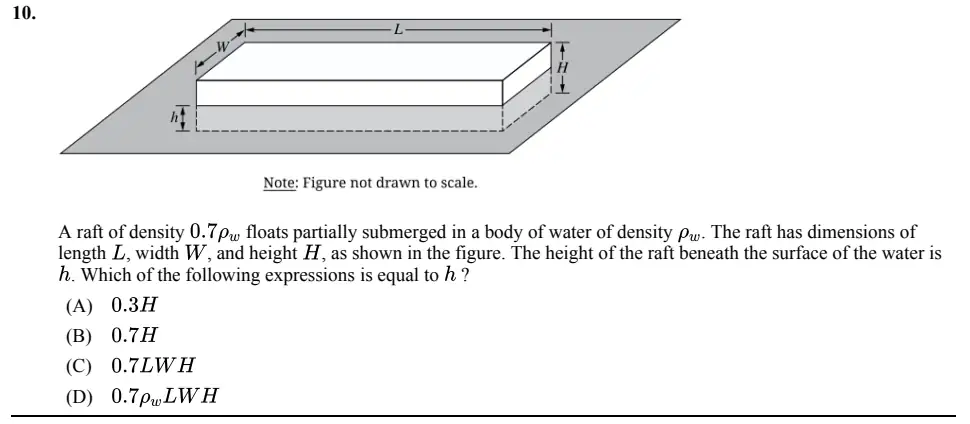 10.
L
W
H
h
Note: Figure not drawn to scale.
A raft of density 0.7ρw floats partially submerged in a body of water of density ρw. The raft has dimensions of
length L, width W, and height H, as shown in the figure. The height of the raft beneath the surface of the water is
h. Which of the following expressions is equal to h ?
(A) 0.3H
(B) 0.7H
(C) 0.7LWH
(D) 0.7ρwLWH